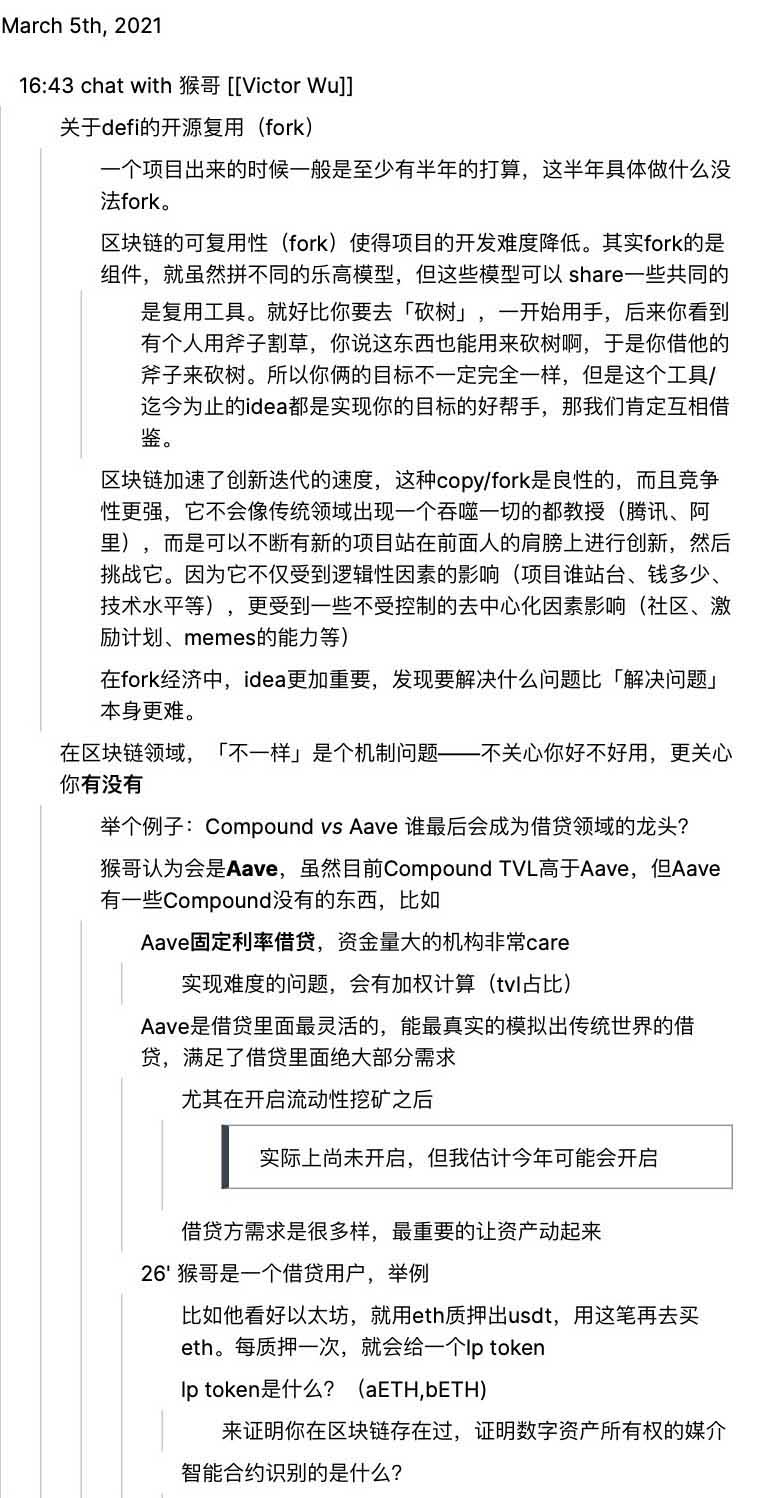 March 5th, 2021
16:43 chat with 猴哥 [[Victor Wu]]
关于defi的开源复用（fork）
一个项目出来的时候一般是至少有半年的打算，这半年具体做什么没
法fork。
区块链的可复用性（fork）使得项目的开发难度降低。其实fork的是
组件，就虽然拼不同的乐高模型，但这些模型可以 share一些共同的
是复用工具。就好比你要去「砍树」，一开始用手，后来你看到
有个人用斧子割草，你说这东西也能用来砍树啊，于是你借他的
斧子来砍树。所以你俩的目标不一定完全一样，但是这个工具/
迄今为止的idea都是实现你的目标的好帮手，那我们肯定互相借
鉴。
区块链加速了创新迭代的速度，这种copy/fork是良性的，而且竞争
性更强，它不会像传统领域出现一个吞噬一切的都教授（腾讯、阿
里），而是可以不断有新的项目站在前面人的肩膀上进行创新，然后
挑战它。因为它不仅受到逻辑性因素的影响（项目谁站台、钱多少、
技术水平等），更受到一些不受控制的去中心化因素影响（社区、激
励计划、memes的能力等）
在fork经济中，idea更加重要，发现要解决什么问题比「解决问题」
本身更难。
在区块链领域，「不一样」是个机制问题——不关心你好不好用，更关心
你有没有
举个例子：Compound vs Aave 谁最后会成为借贷领域的龙头？
猴哥认为会是Aave，虽然目前Compound TVL高于Aave，但Aave
有一些Compound没有的东西，比如
Aave固定利率借贷，资金量大的机构非常care
实现难度的问题，会有加权计算（tvl占比）
Aave是借贷里面最灵活的，能最真实的模拟出传统世界的借
贷，满足了借贷里面绝大部分需求
尤其在开启流动性挖矿之后
实际上尚未开启，但我估计今年可能会开启
借贷方需求是很多样，最重要的让资产动起来
26' 猴哥是一个借贷用户，举例
比如他看好以太坊，就用eth质押出usdt，用这笔再去买
eth。每质押一次，就会给一个lp token
lp token是什么？（aETH,bETH)
来证明你在区块链存在过，证明数字资产所有权的媒介
智能合约识别的是什么？